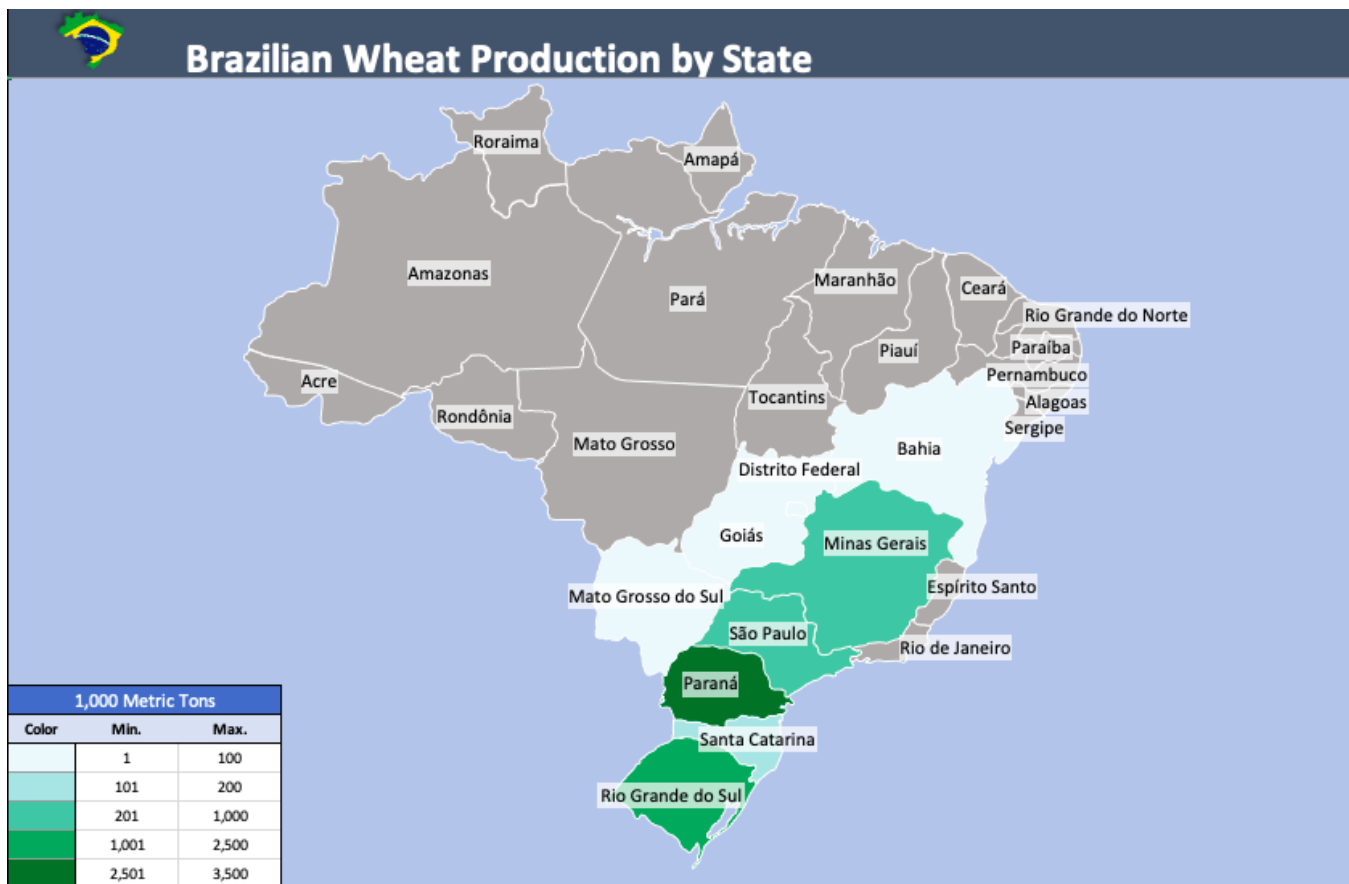 Brazilian Wheat Production by State
Roraima
Amapá
Amazonas
Pará
Maranhão
Ceará
Rio Grande do Norte
Piauí
Paraíba
Pernambuco
Acre
Tocantins
Alagoas
Rondônia
Sergipe
Mato Grosso
Bahia
Distrito Federal
Goiás
Minas Gerais
Espírito Santo
Mato Grosso do Sul
São Paulo
Rio de Janeiro
Paraná
Santa Catarina
Rio Grande do Sul
1,000 Metric Tons
Color Min. Max.
1 100
101 200
201 1,000
1,001 2,500
2,501 3,500